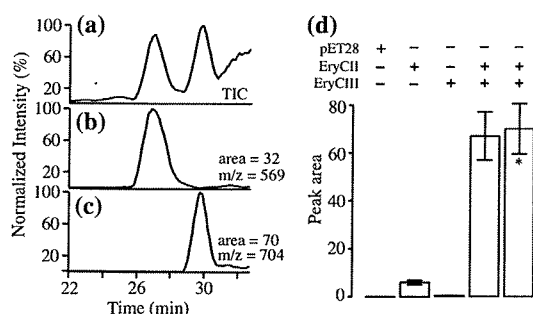 (a)
100
60
20
TIC
(b)
100
60
20
area = 32
m/z = 569
(c)
100
60
20
area = 70
m/z = 704
Normalized Intensity (%)
22 26 30
Time (min)
(d)
pET28 + − − − −
EryCII − + − + +
EryCIII − − + + +
80
60
40
20
0
Peak area
*